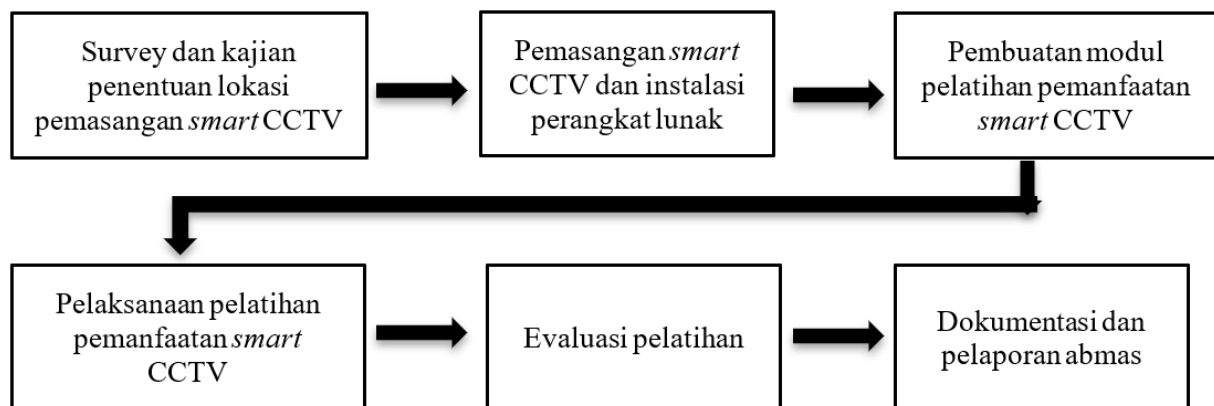 Survey dan kajian
penentuan lokasi
pemasangan smart CCTV
Pemasangan smart
CCTV dan instalasi
perangkat lunak
Pembuatan modul
pelatihan pemanfaatan
smart CCTV
Pelaksanaan pelatihan
pemanfaatan smart
CCTV
Evaluasi pelatihan
Dokumentasi dan
pelaporan abmas